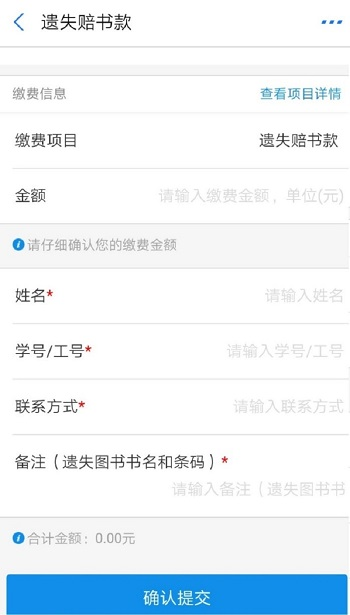 遗失赔书款
缴费信息 查看项目详情
缴费项目 遗失赔书款
金额 请输入缴费金额，单位(元)
请仔细确认您的缴费金额
姓名* 请输入姓名
学号/工号* 请输入学号/工号
联系方式* 请输入联系方式
备注（遗失图书书名和条码）*
请输入备注（遗失图书书
合计金额：0.00元
确认提交